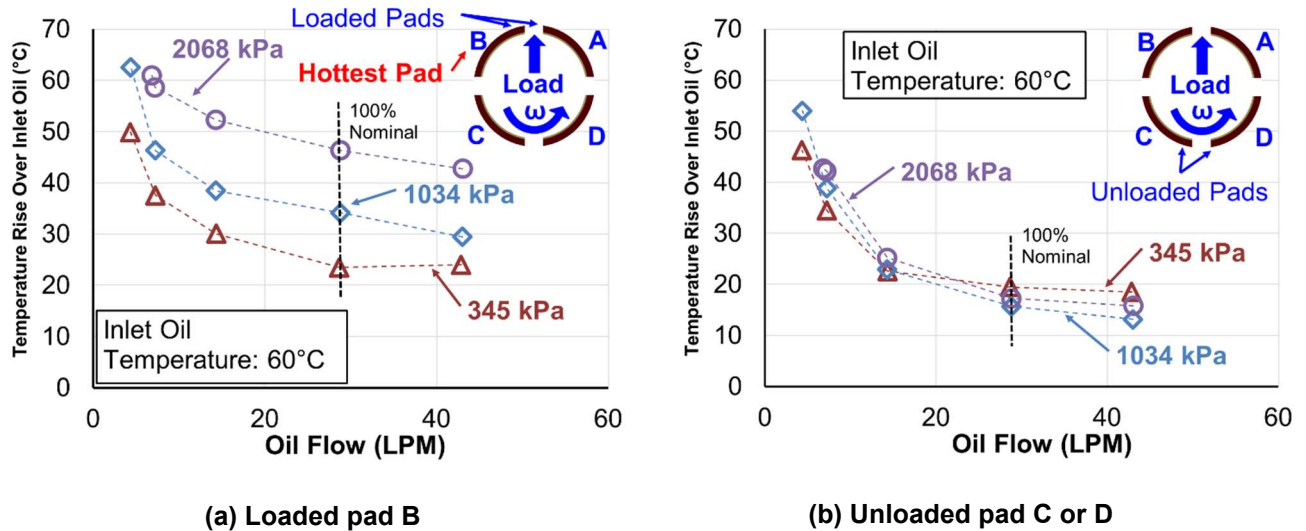 Loaded Pads
70
60
50
40
30
20
10
0
Temperature Rise Over Inlet Oil (°C)
2068 kPa
Hottest Pad
B
A
Load
ω
C
D
100%
Nominal
1034 kPa
345 kPa
Inlet Oil
Temperature: 60°C
0
20
40
60
Oil Flow (LPM)
(a) Loaded pad B
70
60
50
40
30
20
10
0
Temperature Rise Over Inlet Oil (°C)
Inlet Oil
Temperature: 60°C
B
A
Load
ω
C
D
Unloaded Pads
2068 kPa
100%
Nominal
345 kPa
1034 kPa
0
20
40
60
Oil Flow (LPM)
(b) Unloaded pad C or D